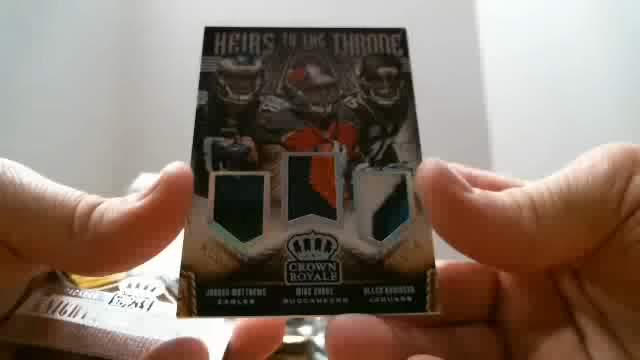 HEIRS TO THE THRONE
CROWN
ROYALE
JORDAN MATTHEWS MIKE EVANS ALLEN ROBINSON
EAGLES BUCCANEERS JAGUARS